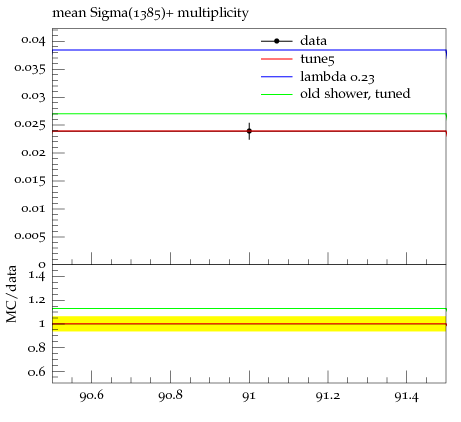 mean Sigma(1385)+ multiplicity
0.04
0.035
0.03
0.025
0.02
0.015
0.01
0.005
0
data
tune5
lambda 0.23
old shower, tuned
MC/data
1.4
1.2
1
0.8
0.6
90.6 90.8 91 91.2 91.4